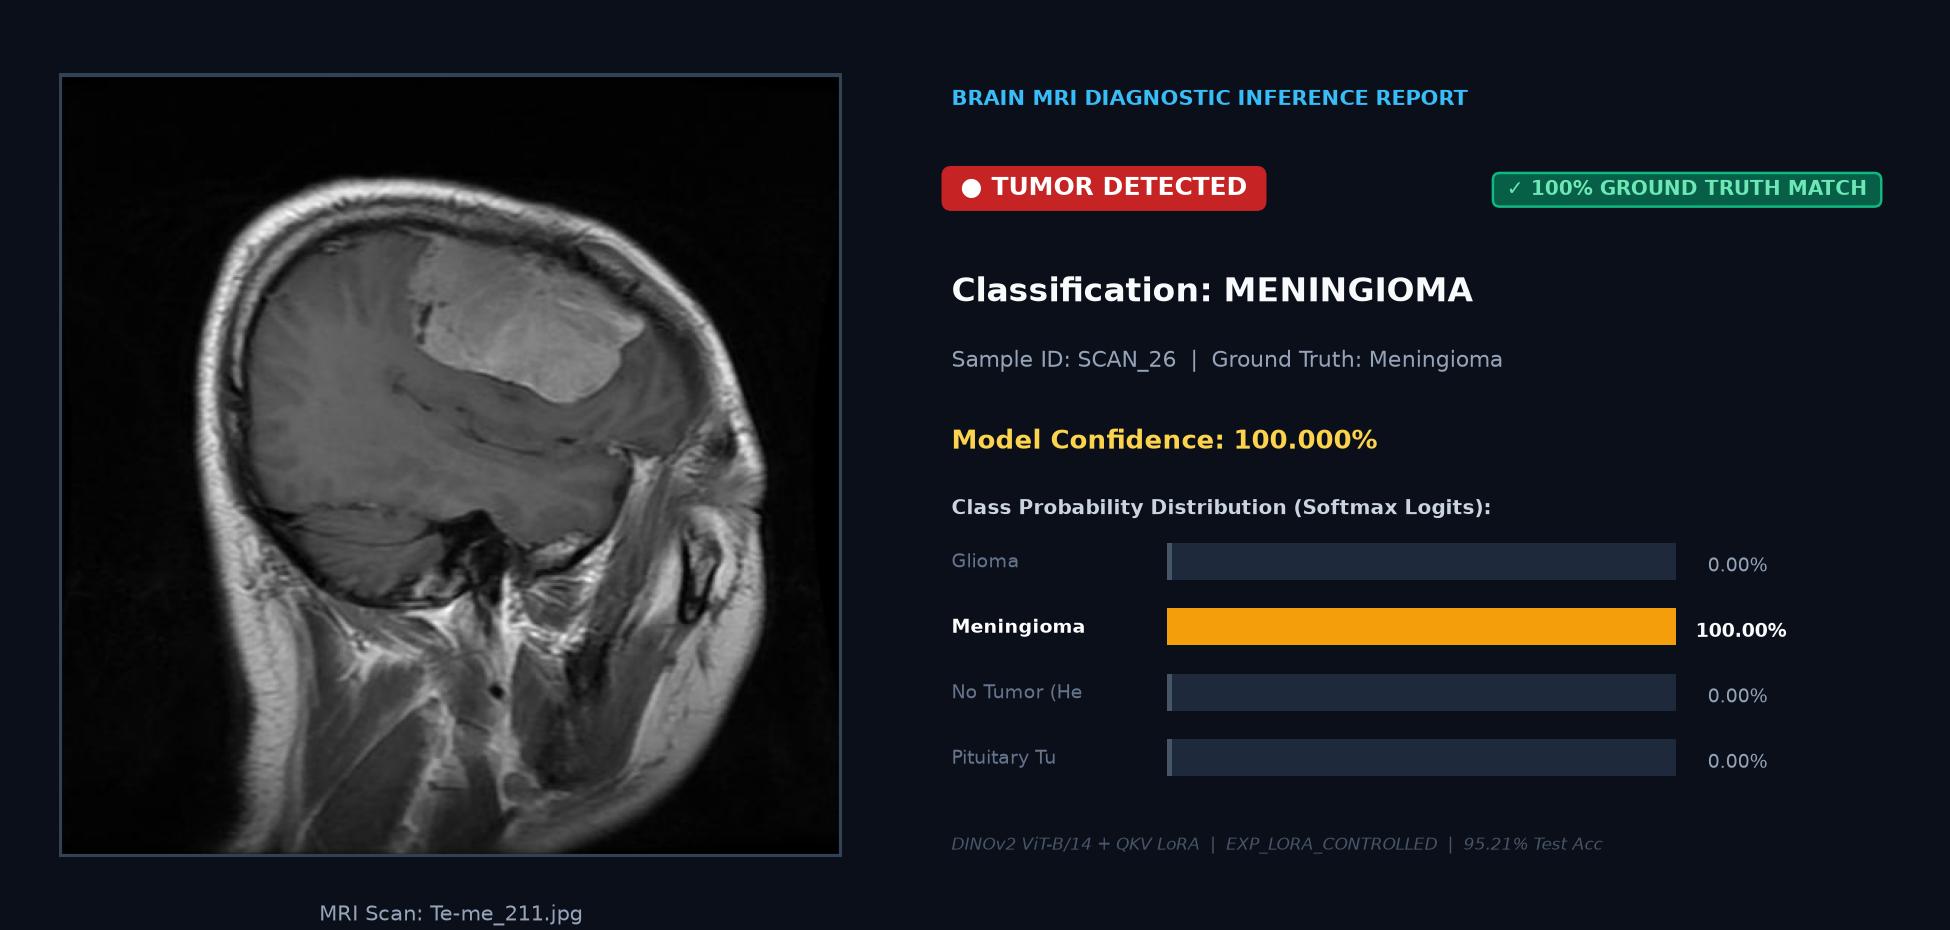 BRAIN MRI DIAGNOSTIC INFERENCE REPORT
● TUMOR DETECTED
✓ 100% GROUND TRUTH MATCH
Classification: MENINGIOMA
Sample ID: SCAN_26 | Ground Truth: Meningioma
Model Confidence: 100.000%
Class Probability Distribution (Softmax Logits):
Glioma 0.00%
Meningioma 100.00%
No Tumor (He 0.00%
Pituitary Tu 0.00%
DINOv2 ViT-B/14 + QKV LoRA | EXP_LORA_CONTROLLED | 95.21% Test Acc
MRI Scan: Te-me_211.jpg